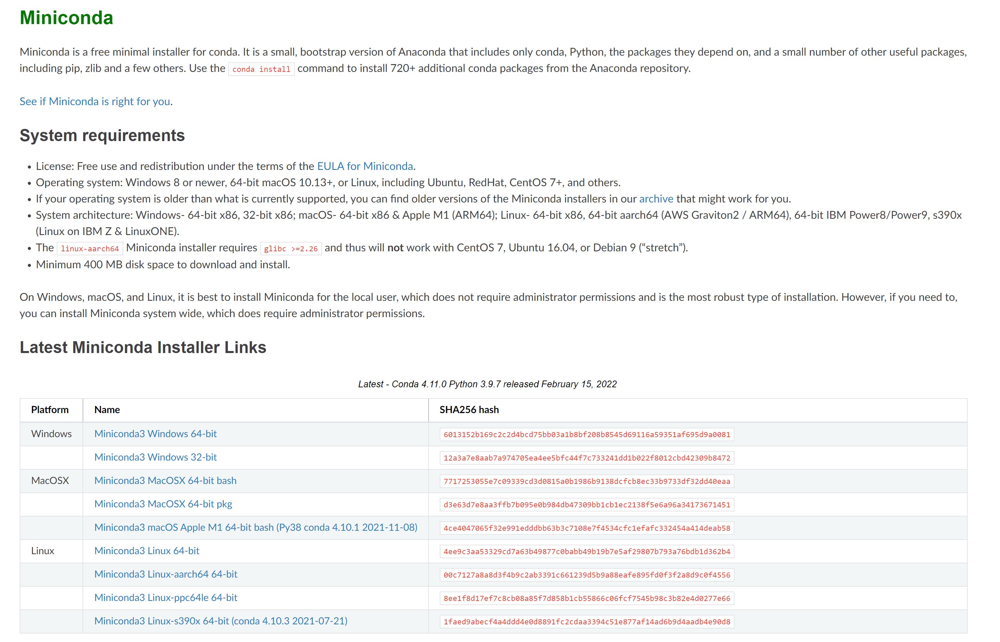 Miniconda
Miniconda is a free minimal installer for conda. It is a small, bootstrap version of Anaconda that includes only conda, Python, the packages they depend on, and a small number of other useful packages,
including pip, zlib and a few others. Use the conda install command to install 720+ additional conda packages from the Anaconda repository.
See if Miniconda is right for you.
System requirements
• License: Free use and redistribution under the terms of the EULA for Miniconda.
• Operating system: Windows 8 or newer, 64-bit macOS 10.13+, or Linux, including Ubuntu, RedHat, CentOS 7+, and others.
• If your operating system is older than what is currently supported, you can find older versions of the Miniconda installers in our archive that might work for you.
• System architecture: Windows- 64-bit x86, 32-bit x86; macOS- 64-bit x86 & Apple M1 (ARM64); Linux- 64-bit x86, 64-bit aarch64 (AWS Graviton2 / ARM64), 64-bit IBM Power8/Power9, s390x
(Linux on IBM Z & LinuxONE).
• The linux-aarch64 Miniconda installer requires glibc >=2.26 and thus will not work with CentOS 7, Ubuntu 16.04, or Debian 9 (“stretch”).
• Minimum 400 MB disk space to download and install.
On Windows, macOS, and Linux, it is best to install Miniconda for the local user, which does not require administrator permissions and is the most robust type of installation. However, if you need to,
you can install Miniconda system wide, which does require administrator permissions.
Latest Miniconda Installer Links
Latest - Conda 4.11.0 Python 3.9.7 released February 15, 2022
Platform Name SHA256 hash
Windows Miniconda3 Windows 64-bit 6013152b169c2c2d4bcd75bb03a1b8bf208b8545d69116a59351af695d9a0081
Miniconda3 Windows 32-bit 12a3a7e8aab7a974705ea4ee5bfc44f7c733241dd1b022f8012cbd42309b8472
MacOSX Miniconda3 MacOSX 64-bit bash 7717253055e7c09339cd3d0815a0b1986b9138dcfcb8ec33b9733df32dd40eaa
Miniconda3 MacOSX 64-bit pkg d3e63d7e8aa3ffb7b095e0b984db47309bb1cb1ec2138f5e6a96a34173671451
Miniconda3 macOS Apple M1 64-bit bash (Py38 conda 4.10.1 2021-11-08) 4ce4047065f32e991edddbb63b3c7108e7f4534cfc1efafc332454a414deab58
Linux Miniconda3 Linux 64-bit 4ee9c3aa53329cd7a63b49877c0babb49b19b7e5af29807b793a76bdb1d362b4
Miniconda3 Linux-aarch64 64-bit 00c7127a8a8d3f4b9c2ab3391c661239d5b9a88eafe895fd0f3f2a8d9c0f4556
Miniconda3 Linux-ppc64le 64-bit 8ee1f8d17ef7c8cb08a85f7d858b1cb55866c06fcf7545b98c3b82e4d0277e66
Miniconda3 Linux-s390x 64-bit (conda 4.10.3 2021-07-21) 1faed9abecf4a4ddd4e0d8891fc2cdaa3394c51e877af14ad6b9d4aadb4e90d8